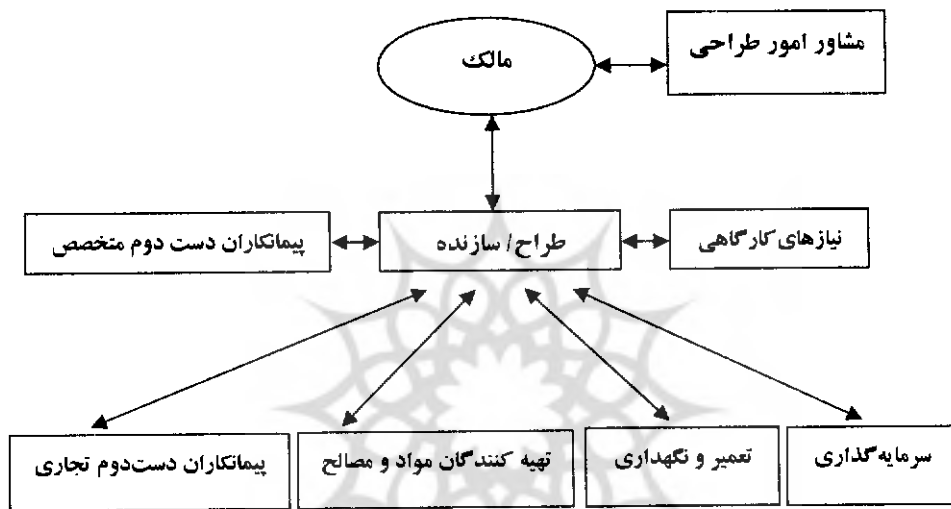 مشاور امور طراحی
مالک
نیازهای کارگاهی
طراح/ سازنده
پیمانکاران دست دوم متخصص
سرمایه‌گذاری
تعمیر و نگهداری
تهیه کنندگان مواد و مصالح
پیمانکاران دست‌دوم تجاری